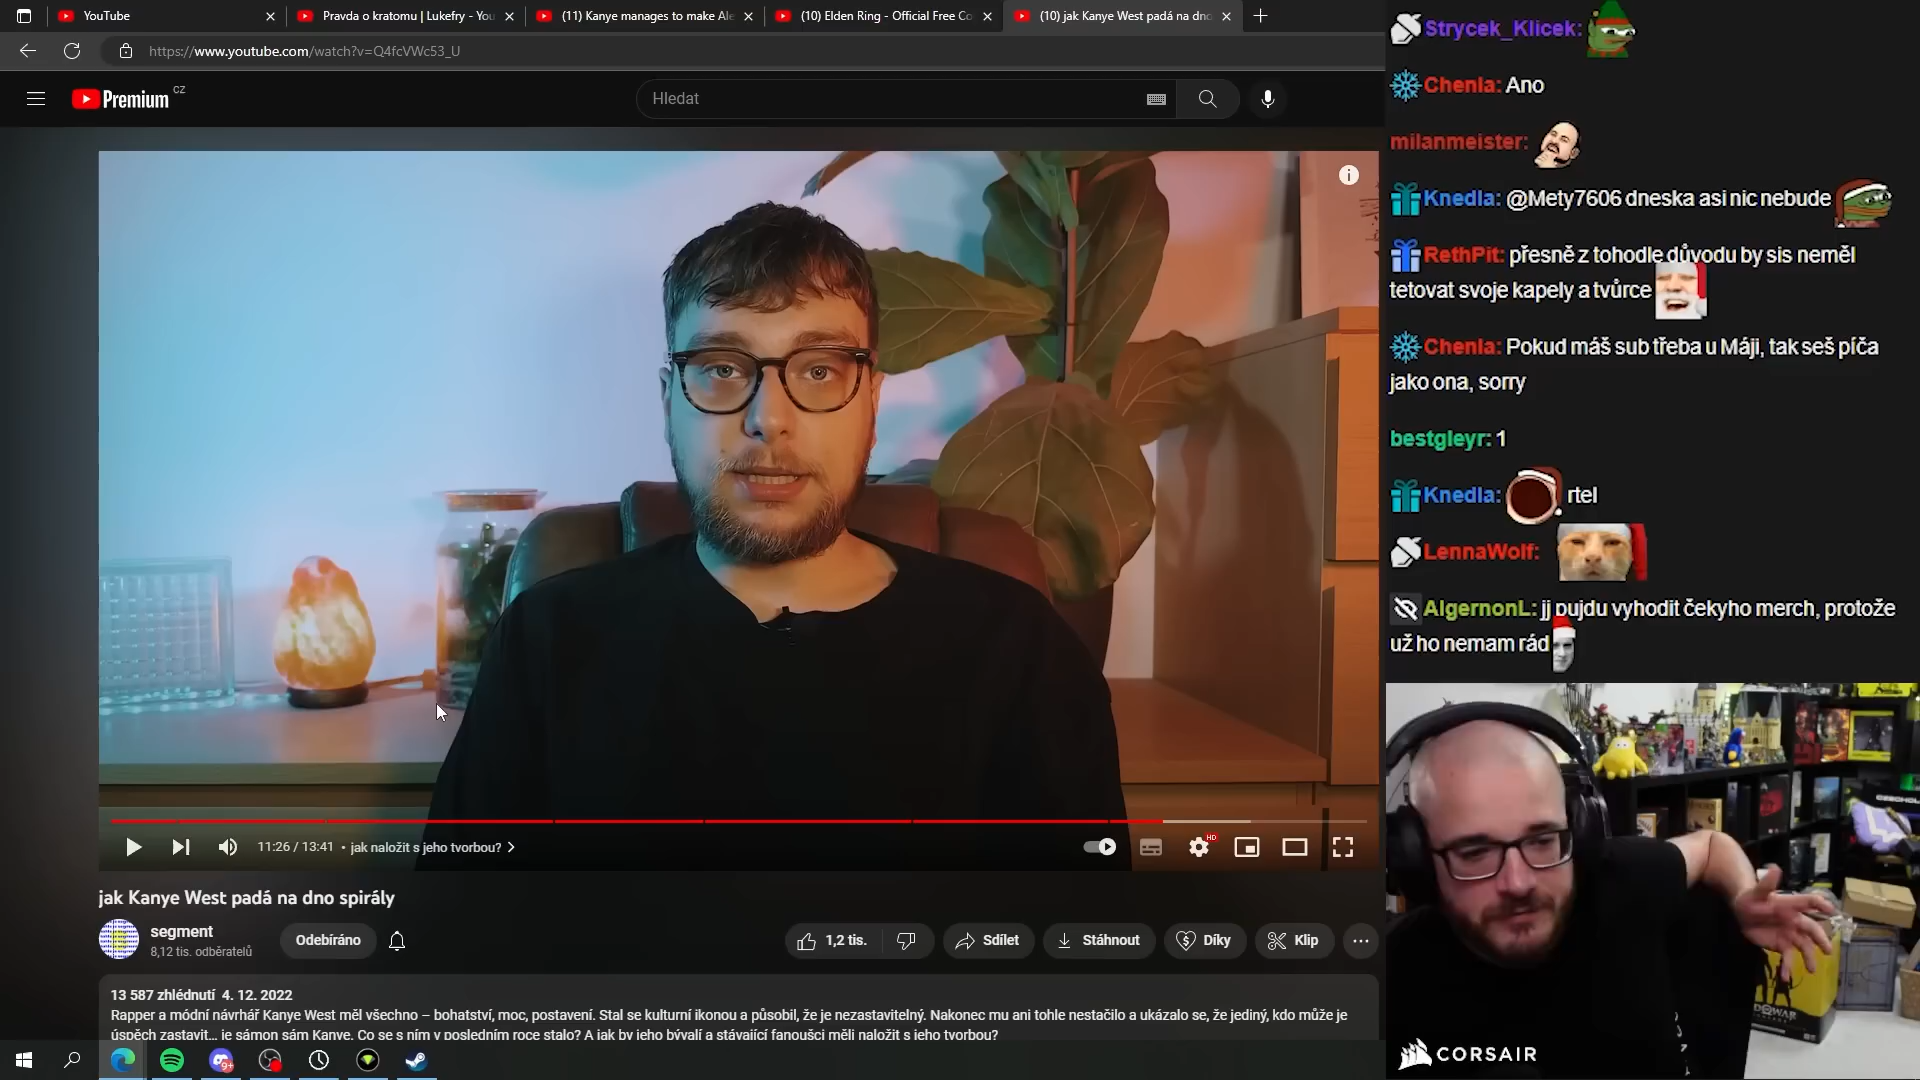 YouTube
Pravda o kratomu | Lukefry - You
(11) Kanye manages to make Ale
(10) Elden Ring - Official Free Co
(10) jak Kanye West padá na dno
https://www.youtube.com/watch?v=Q4fcVWc53_U
Premium CZ
Hledat
11:26 / 13:41 • jak naložit s jeho tvorbou?
HD
jak Kanye West padá na dno spirály
segment
8,12 tis. odběratelů
Odebíráno
1,2 tis.
Sdílet
Stáhnout
Díky
Klip
13 587 zhlédnutí 4. 12. 2022
Rapper a módní návrhář Kanye West měl všechno – bohatství, moc, postavení. Stal se kulturní ikonou a působil, že je nezastavitelný. Nakonec mu ani tohle nestačilo a ukázalo se, že jediný, kdo může je
úspěch zastavit… je sámon sám Kanye. Co se s ním v posledním roce stalo? A jak by jeho bývalí a stávající fanoušci měli naložit s jeho tvorbou?
9+
Strycek_Klicek:
Chenla: Ano
milanmeister:
Knedla: @Mety7606 dneska asi nic nebude
RethPit: přesně z tohodle důvodu by sis neměl
tetovat svoje kapely a tvůrce
Chenla: Pokud máš sub třeba u Máji, tak seš píča
jako ona, sorry
bestgleyr: 1
Knedla: rtel
LennaWolf:
AlgernonL: jj pujdu vyhodit čekyho merch, protože
už ho nemam rád
CORSAIR